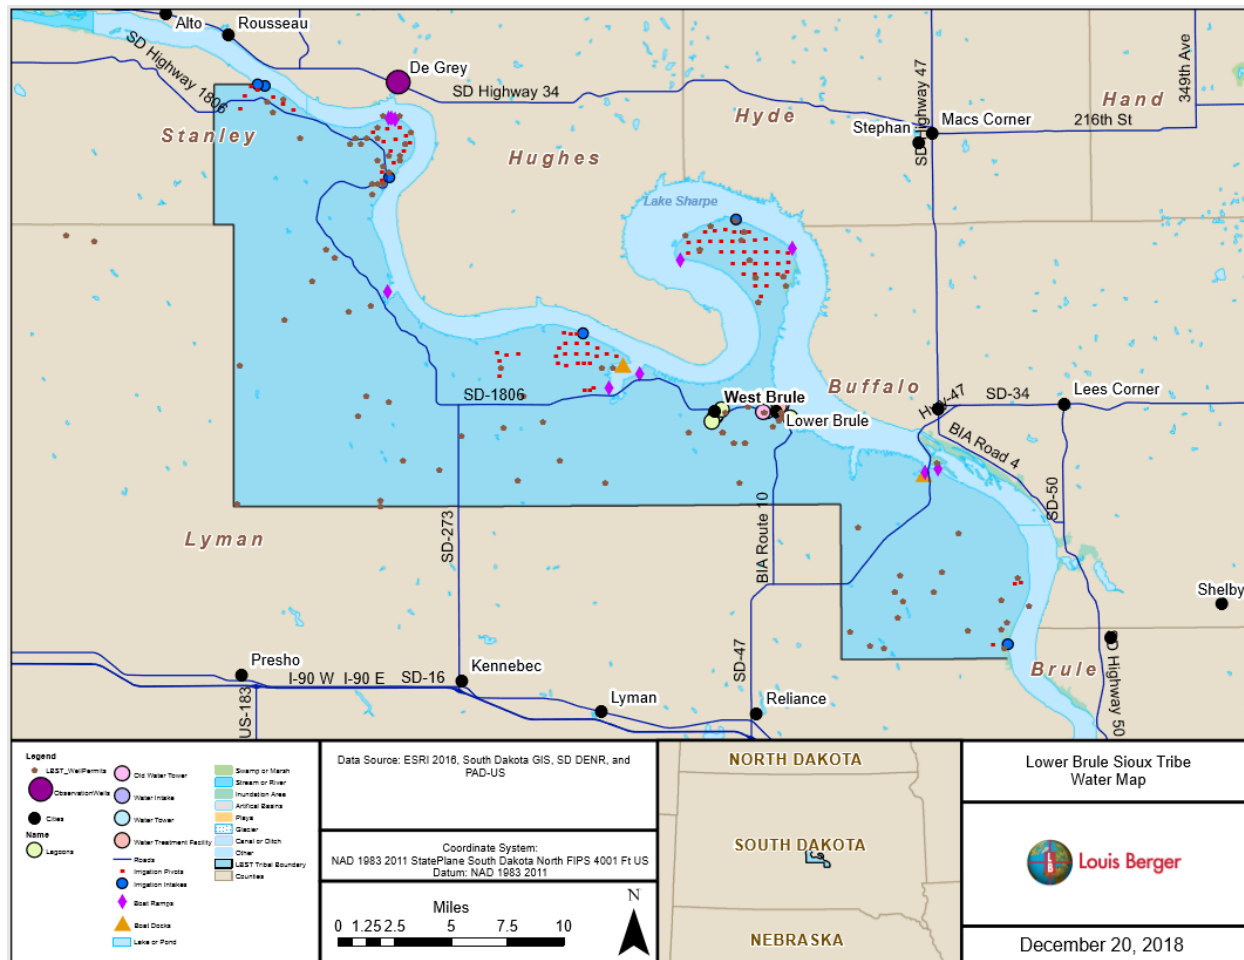 Alto
Rousseau
De Grey
SD Highway 1806
SD Highway 34
SD Highway 47
349th Ave
Hand
Hyde
Stephan
Macs Corner
216th St
Stanley
Hughes
Lake Sharpe
Buffalo
SD-1806
West Brule
Lower Brule
Hwy-47
SD-34
Lees Corner
BIA Road 4
SD-50
BIA Route 10
SD-273
Lyman
Shelby
Brule
SD Highway 50
Presho
I-90 W
I-90 E
SD-16
Kennebec
US-183
Lyman
SD-47
Reliance
Legend
LBST_WellPermits
ObservationWells
Cities
Name
Lagoons
Old Water Tower
Water Intake
Water Tower
Water Treatment Facility
Roads
Irrigation Pivots
Irrigation Intakes
Boat Ramps
Boat Docks
Lake or Pond
Swamp or Marsh
Stream or River
Inundation Area
Artifical Basins
Playa
Glacier
Canal or Ditch
Other
LBST Tribal Boundary
Counties
Data Source: ESRI 2016, South Dakota GIS, SD DENR, and
PAD-US
Coordinate System:
NAD 1983 2011 StatePlane South Dakota North FIPS 4001 Ft US
Datum: NAD 1983 2011
Miles
0 1.25 2.5 5 7.5 10
N
NORTH DAKOTA
SOUTH DAKOTA
NEBRASKA
Lower Brule Sioux Tribe
Water Map
L
B
Louis Berger
December 20, 2018